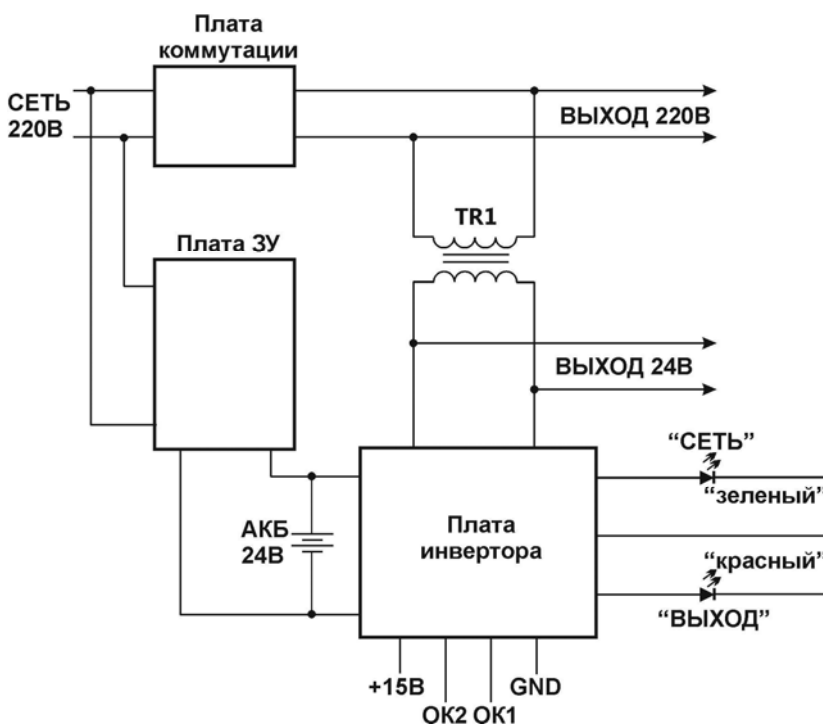 Плата
коммутации
СЕТЬ
220В
ВЫХОД 220В
TR1
Плата ЗУ
ВЫХОД 24В
“СЕТЬ”
“зеленый”
АКБ
24В
Плата
инвертора
“красный”
“ВЫХОД”
+15В
GND
ОК2 ОК1